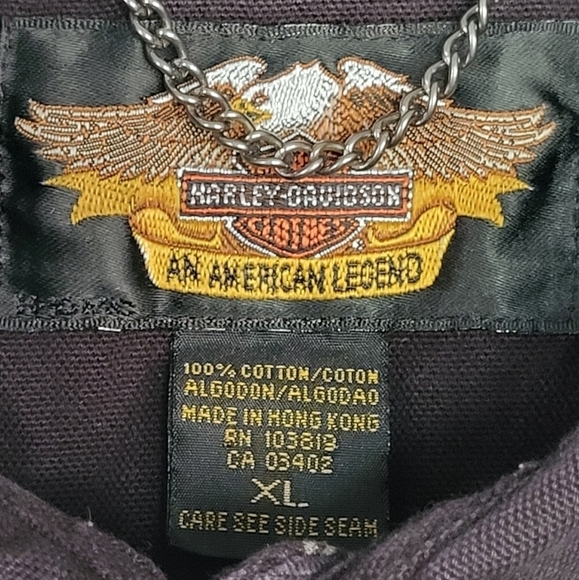 HARLEY-DAVIDSON
AN AMERICAN LEGEND
100% COTTON/COTON
ALGODON/ALGODAO
MADE IN HONG KONG
RN 103819
CA 03402
XL
CARE SEE SIDE SEAM